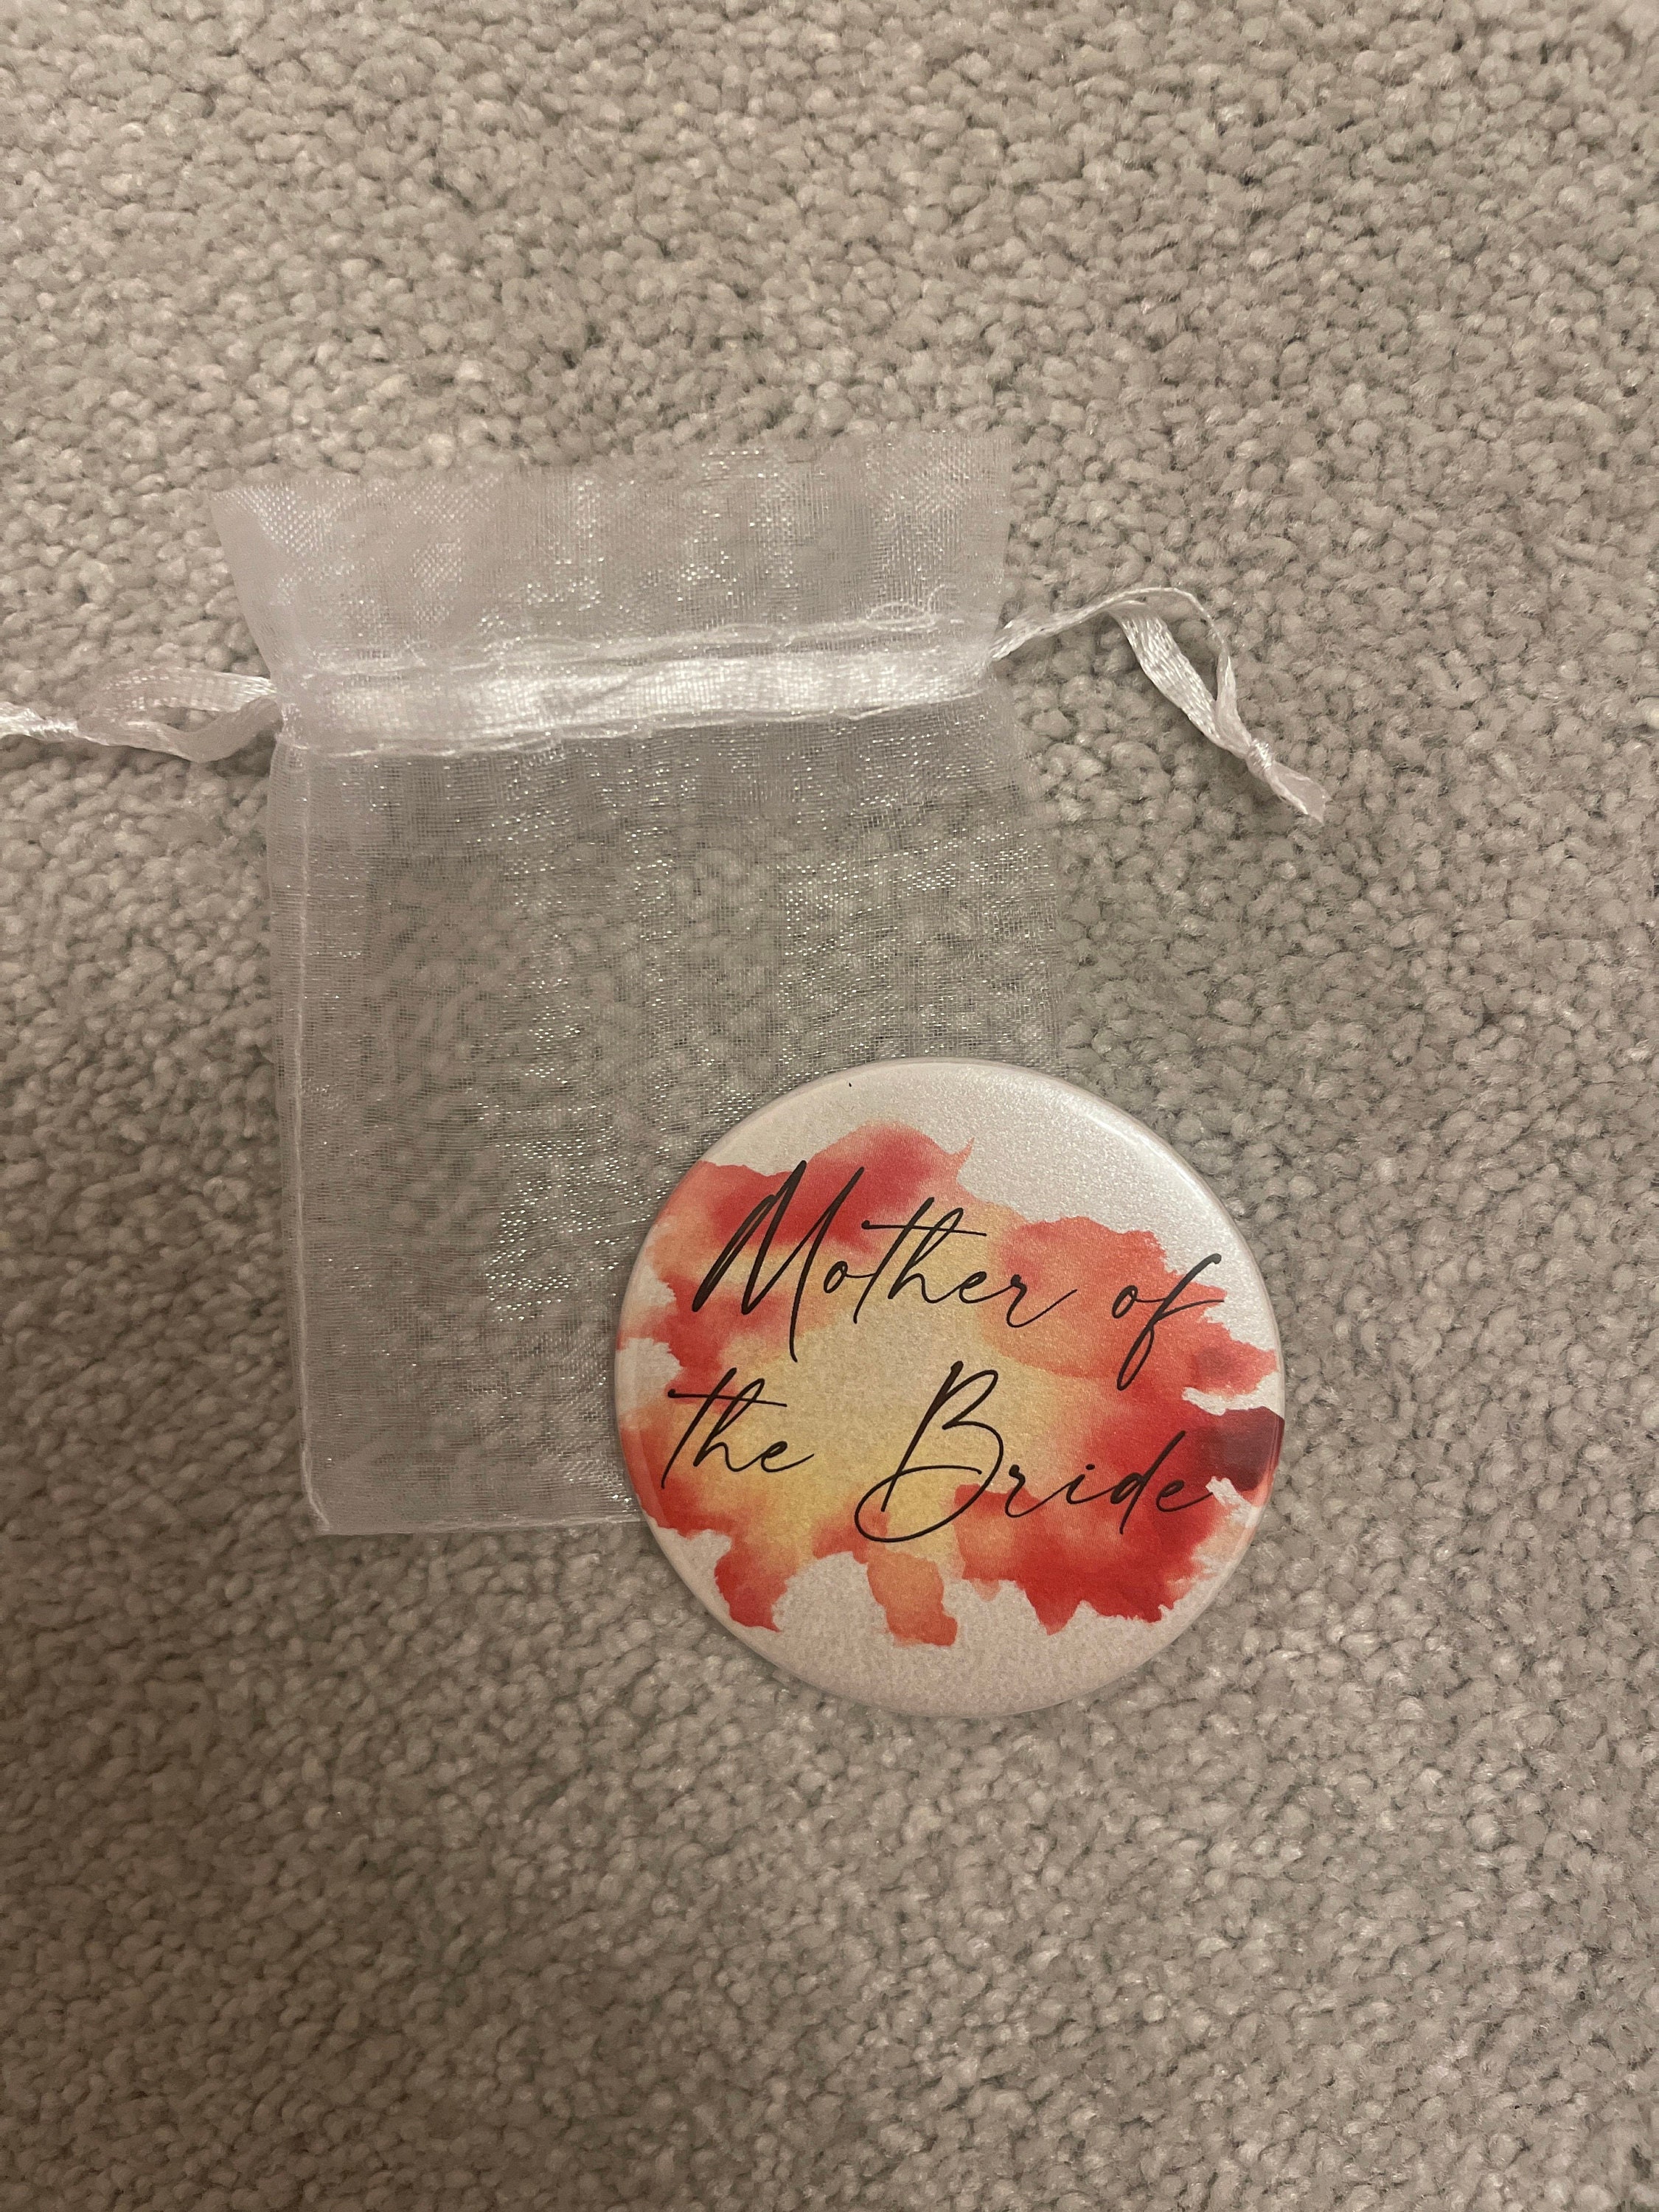 Mother of
the Bride